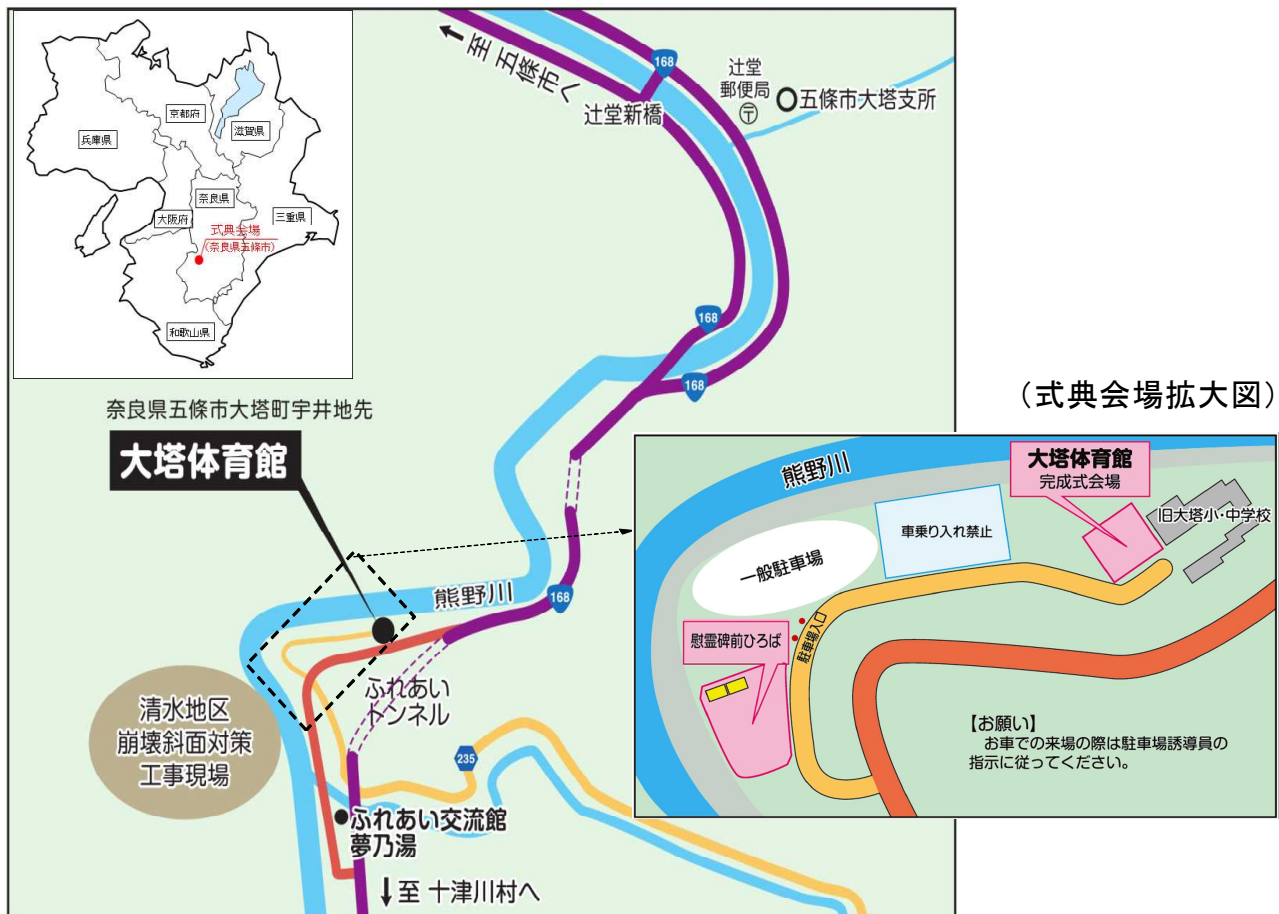 京都府
兵庫県
滋賀県
奈良県
大阪府
三重県
式典会場
(奈良県五條市)
和歌山県
←至 五條市へ
168
辻堂
郵便局
〒
五條市大塔支所
辻堂新橋
168
168
奈良県五條市大塔町宇井地先
大塔体育館
熊野川
168
ふれあい
トンネル
清水地区
崩壊斜面対策
工事現場
235
ふれあい交流館
夢乃湯
↓至 十津川村へ
(式典会場拡大図)
熊野川
大塔体育館
完成式会場
旧大塔小・中学校
車乗り入れ禁止
一般駐車場
駐車場入口
慰霊碑前ひろば
【お願い】
お車での来場の際は駐車場誘導員の
指示に従ってください。